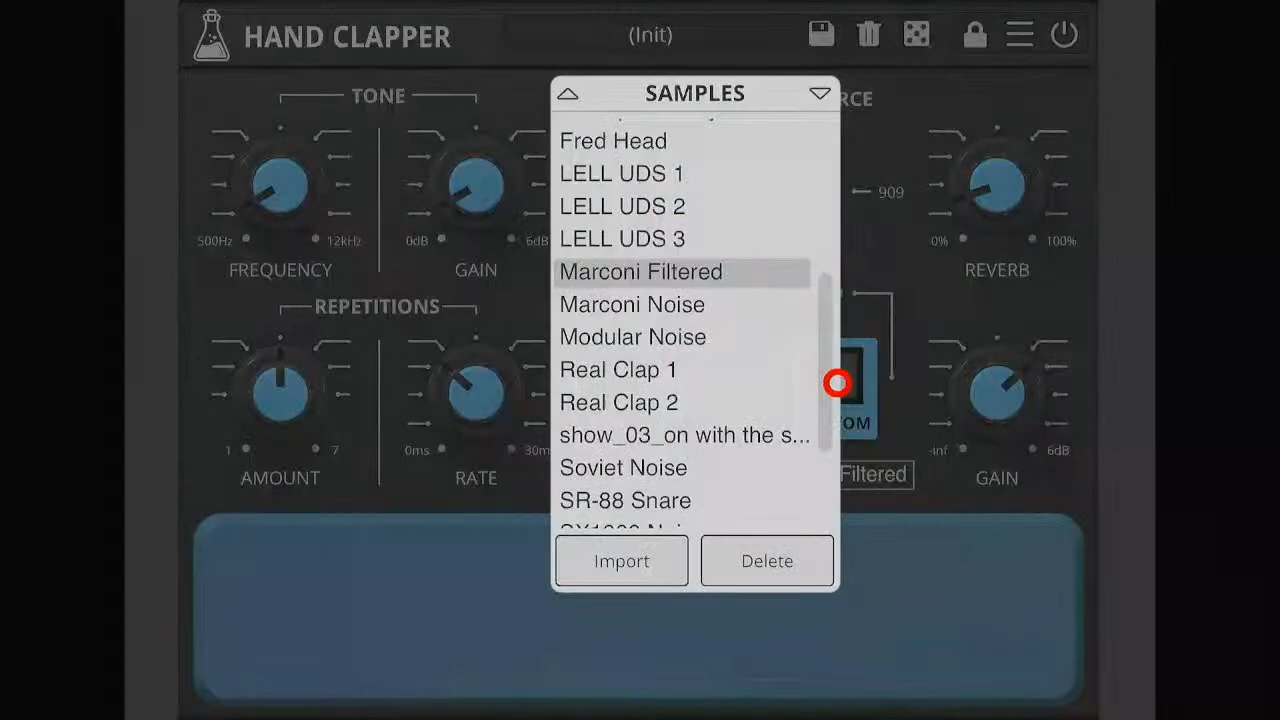 HAND CLAPPER
(Init)
TONE
500Hz
12kHz
FREQUENCY
0dB
6dB
GAIN
REPETITIONS
1
7
AMOUNT
0ms
30m
RATE
SAMPLES
Fred Head
LELL UDS 1
LELL UDS 2
LELL UDS 3
Marconi Filtered
Marconi Noise
Modular Noise
Real Clap 1
Real Clap 2
show_03_on with the s...
Soviet Noise
SR-88 Snare
Import
Delete
RCE
909
OM
Filtered
0%
100%
REVERB
-inf
6dB
GAIN